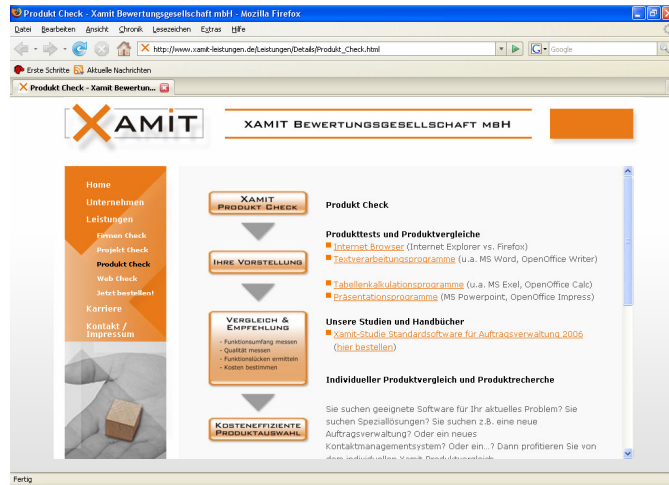 Produkt Check - Xamit Bewertungsgesellschaft mbH - Mozilla Firefox
Datei Bearbeiten Ansicht Chronik Lesezeichen Extras Hilfe
http://www.xamit-leistungen.de/Leistungen/Details/Produkt_Check.html
Google
Erste Schritte Aktuelle Nachrichten
Produkt Check - Xamit Bewertun...
XAMIT
XAMIT BEWERTUNGSGESELLSCHAFT MBH
Home
Unternehmen
Leistungen
Firmen Check
Projekt Check
Produkt Check
Web Check
Jetzt bestellen!
Karriere
Kontakt /
Impressum
XAMIT
PRODUKT CHECK
IHRE VORSTELLUNG
VERGLEICH &
EMPFEHLUNG
- Funktionsumfang messen
- Qualität messen
- Funktionslücken ermitteln
- Kosten bestimmen
KOSTENEFFIZIENTE
PRODUKTAUSWAHL
Produkt Check
Produkttests und Produktvergleiche
Internet Browser (Internet Explorer vs. Firefox)
Textverarbeitungsprogramme (u.a. MS Word, OpenOffice Writer)
Tabellenkalkulationsprogramme (u.a. MS Exel, OpenOffice Calc)
Präsentationsprogramme (MS Powerpoint, OpenOffice Impress)
Unsere Studien und Handbücher
Xamit-Studie Standardsoftware für Auftragsverwaltung 2006
(hier bestellen)
Individueller Produktvergleich und Produktrecherche
Sie suchen geeignete Software für Ihr aktuelles Problem? Sie
suchen Speziallösungen? Sie suchen z.B. eine neue
Auftragsverwaltung? Oder ein neues
Kontaktmanagementsystem? Oder ein...? Dann profitieren Sie von
dem individuellen Xamit Produktvergleich
Fertig